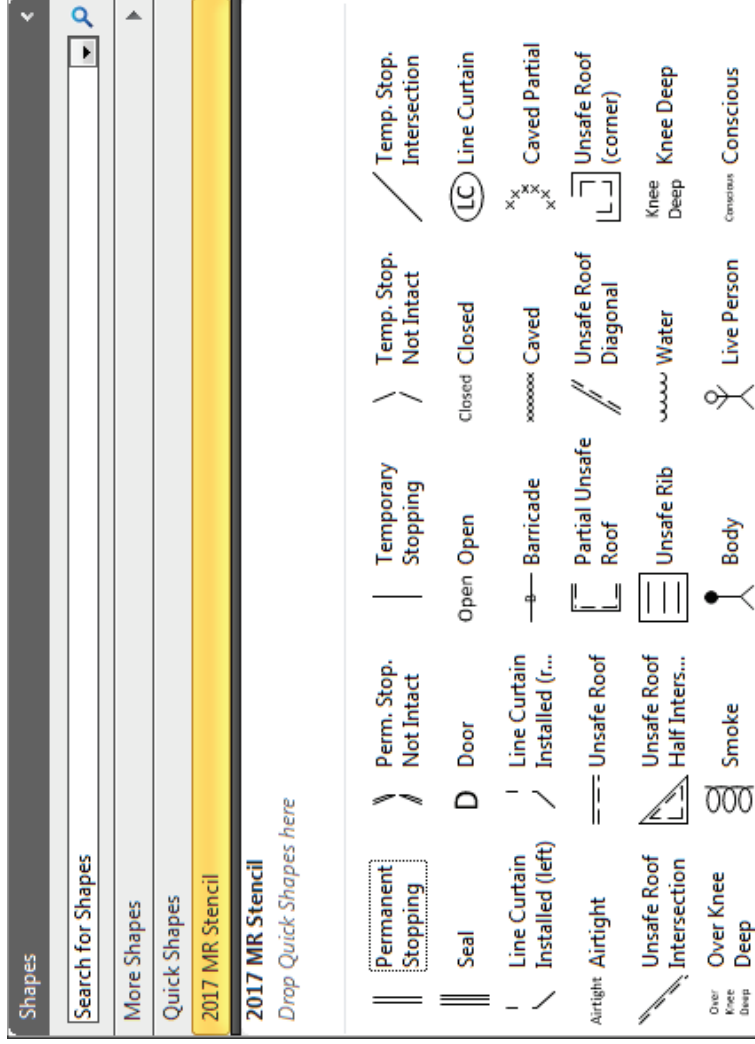 Shapes
Search for Shapes
More Shapes
Quick Shapes
2017 MR Stencil
2017 MR Stencil
Drop Quick Shapes here
Permanent
Stopping
Perm. Stop.
Not Intact
Temporary
Stopping
Temp. Stop.
Not Intact
Temp. Stop.
Intersection
Seal
D
Door
Open
Open
Closed
Closed
LC
Line Curtain
Line Curtain
Installed (left)
Line Curtain
Installed (r...
B
Barricade
xxxxxxxx
Caved
Caved Partial
Airtight
Airtight
Unsafe Roof
Partial Unsafe
Roof
Unsafe Roof
Diagonal
Unsafe Roof
(corner)
Unsafe Roof
Intersection
Unsafe Roof
Half Inters...
Unsafe Rib
Water
Knee
Deep
Knee Deep
Over
Knee
Deep
Over Knee
Deep
Smoke
Body
Live Person
Conscious
Conscious